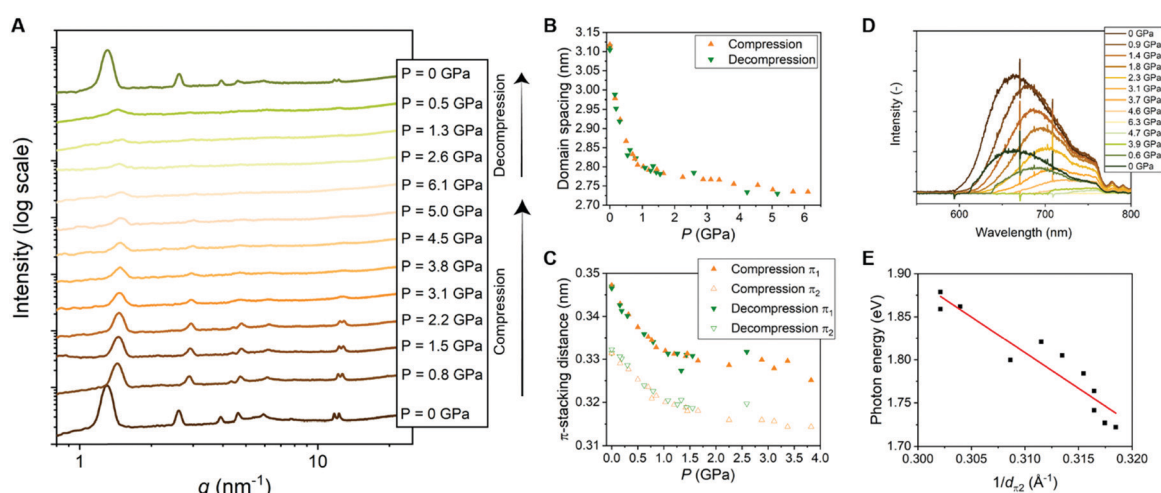 A
Intensity (log scale)
P = 0 GPa
P = 0.5 GPa
P = 1.3 GPa
P = 2.6 GPa
P = 6.1 GPa
P = 5.0 GPa
P = 4.5 GPa
P = 3.8 GPa
P = 3.1 GPa
P = 2.2 GPa
P = 1.5 GPa
P = 0.8 GPa
P = 0 GPa
Decompression
Compression
1 10
q (nm⁻¹)
B
Domain spacing (nm)
3.15
3.10
3.05
3.00
2.95
2.90
2.85
2.80
2.75
2.70
Compression
Decompression
0 1 2 3 4 5 6
P (GPa)
C
π-stacking distance (nm)
0.35
0.34
0.33
0.32
0.31
Compression π₁
Compression π₂
Decompression π₁
Decompression π₂
0.0 0.5 1.0 1.5 2.0 2.5 3.0 3.5 4.0
P (GPa)
D
Intensity (-)
0 GPa
0.9 GPa
1.4 GPa
1.8 GPa
2.3 GPa
3.1 GPa
3.7 GPa
4.6 GPa
6.3 GPa
4.7 GPa
3.9 GPa
0.6 GPa
0 GPa
600 700 800
Wavelength (nm)
E
Photon energy (eV)
1.90
1.85
1.80
1.75
1.70
0.300 0.305 0.310 0.315 0.320
1/dπ2 (Å⁻¹)